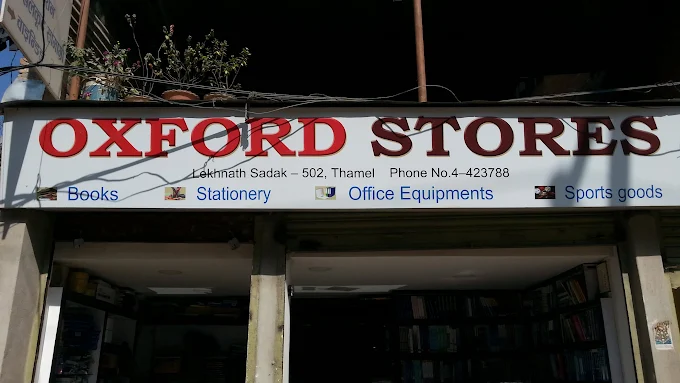 OXFORD STORES
Lekhnath Sadak – 502, Thamel Phone No.4–423788
Books Stationery Office Equipments Sports goods